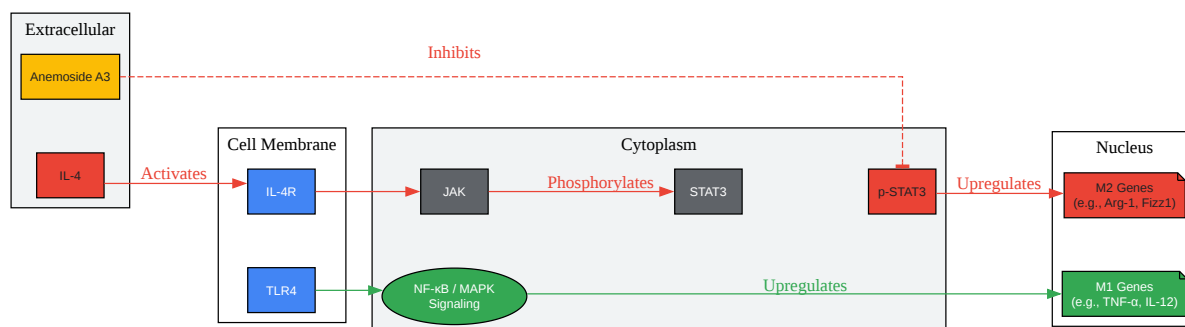 Extracellular
Anemoside A3
Inhibits
Cell Membrane
Cytoplasm
Nucleus
IL-4
Activates
IL-4R
JAK
Phosphorylates
STAT3
p-STAT3
Upregulates
M2 Genes
(e.g., Arg-1, Fizz1)
TLR4
NF-κB / MAPK
Signaling
Upregulates
M1 Genes
(e.g., TNF-α, IL-12)